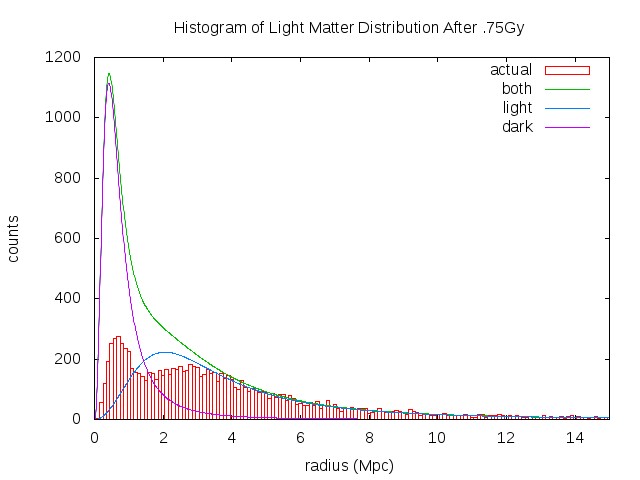 Histogram of Light Matter Distribution After .75Gy
1200
1000
800
600
400
200
0
counts
actual
both
light
dark
0 2 4 6 8 10 12 14
radius (Mpc)